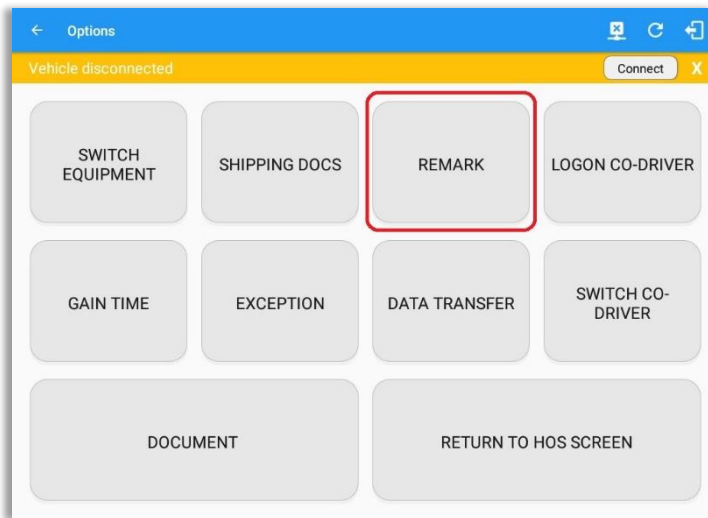 Options
Vehicle disconnected
Connect
X
SWITCH
EQUIPMENT
SHIPPING DOCS
REMARK
LOGON CO-DRIVER
GAIN TIME
EXCEPTION
DATA TRANSFER
SWITCH CO-
DRIVER
DOCUMENT
RETURN TO HOS SCREEN